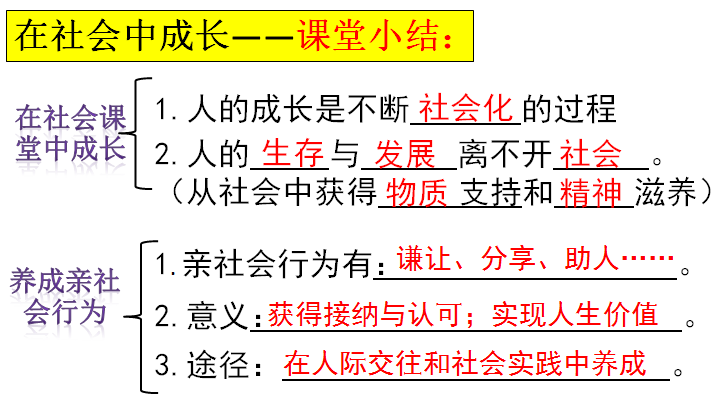 在社会中成长——课堂小结：
在社会课
堂中成长
1. 人的成长是不断社会化的过程
2. 人的生存与发展离不开社会。
（从社会中获得物质支持和精神滋养）
养成亲社
会行为
1.亲社会行为有：谦让、分享、助人……。
2. 意义：获得接纳与认可；实现人生价值。
3. 途径：在人际交往和社会实践中养成。